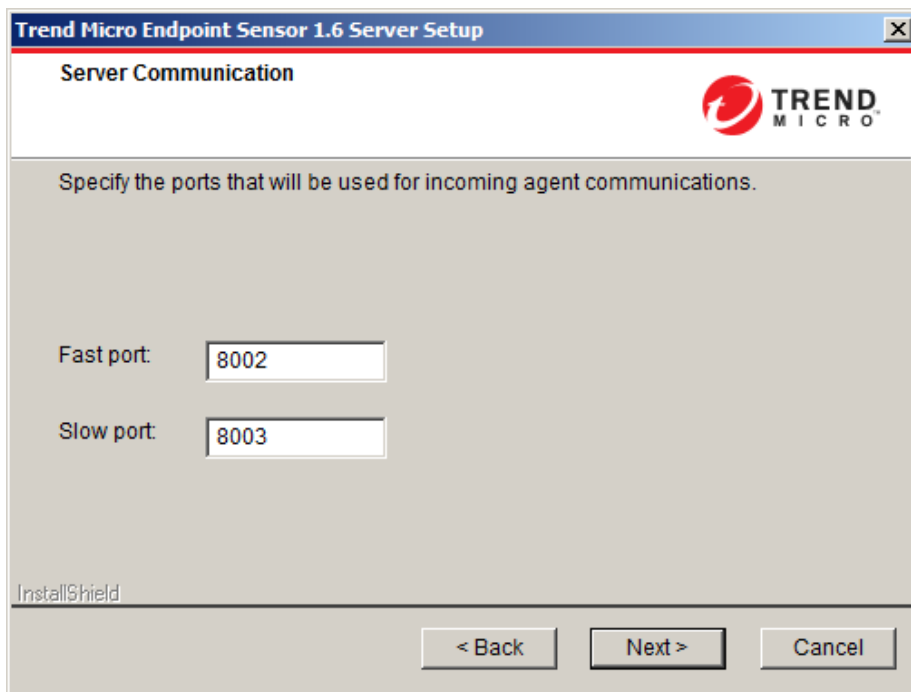 Trend Micro Endpoint Sensor 1.6 Server Setup
Server Communication
TREND
MICRO™
Specify the ports that will be used for incoming agent communications.
Fast port: 8002
Slow port: 8003
InstallShield
< Back Next > Cancel